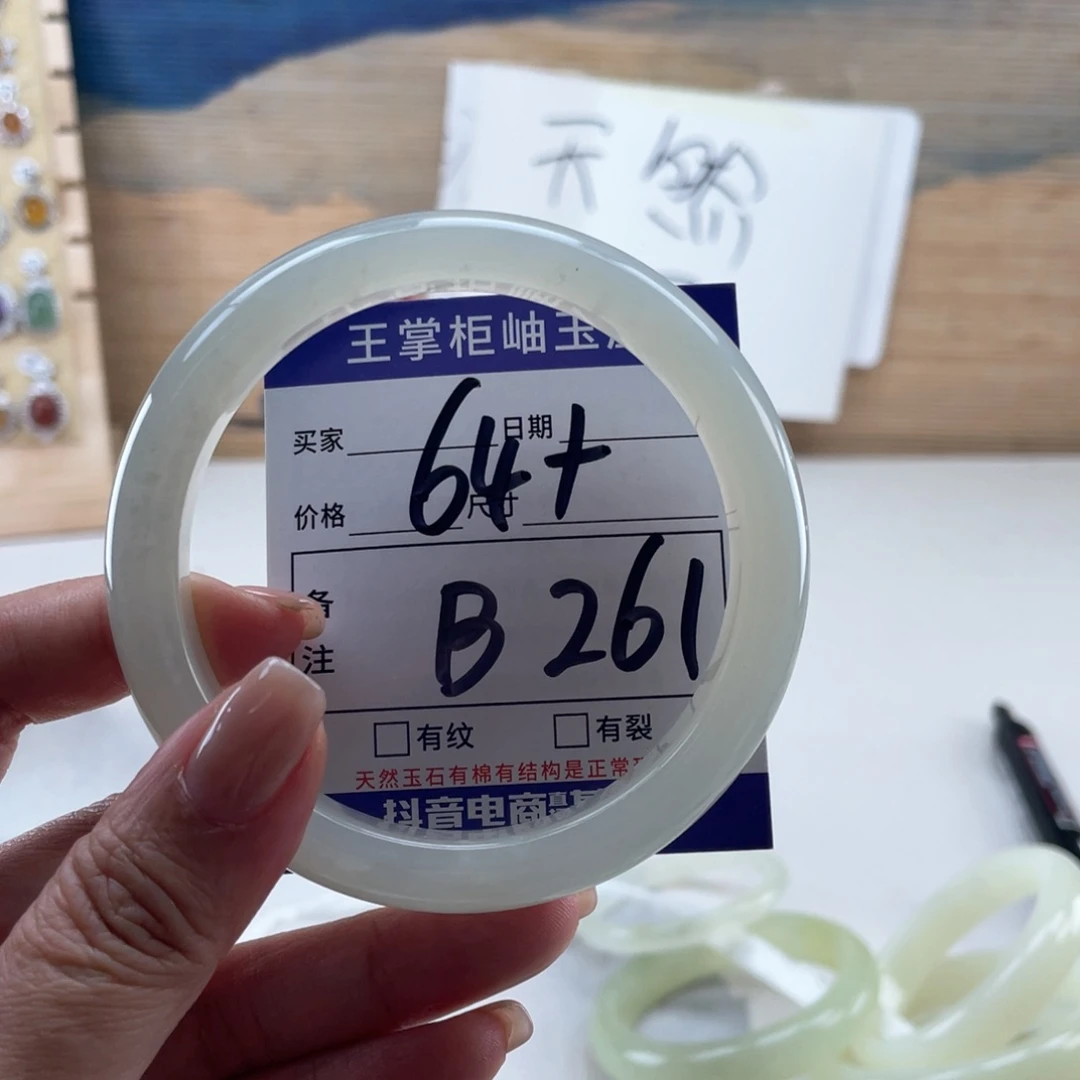 天然
王掌柜岫玉
64+
买家 日期
价格 尺寸
B 261
备
注
有纹 有裂
天然玉石有棉有结构是正常
抖音电商